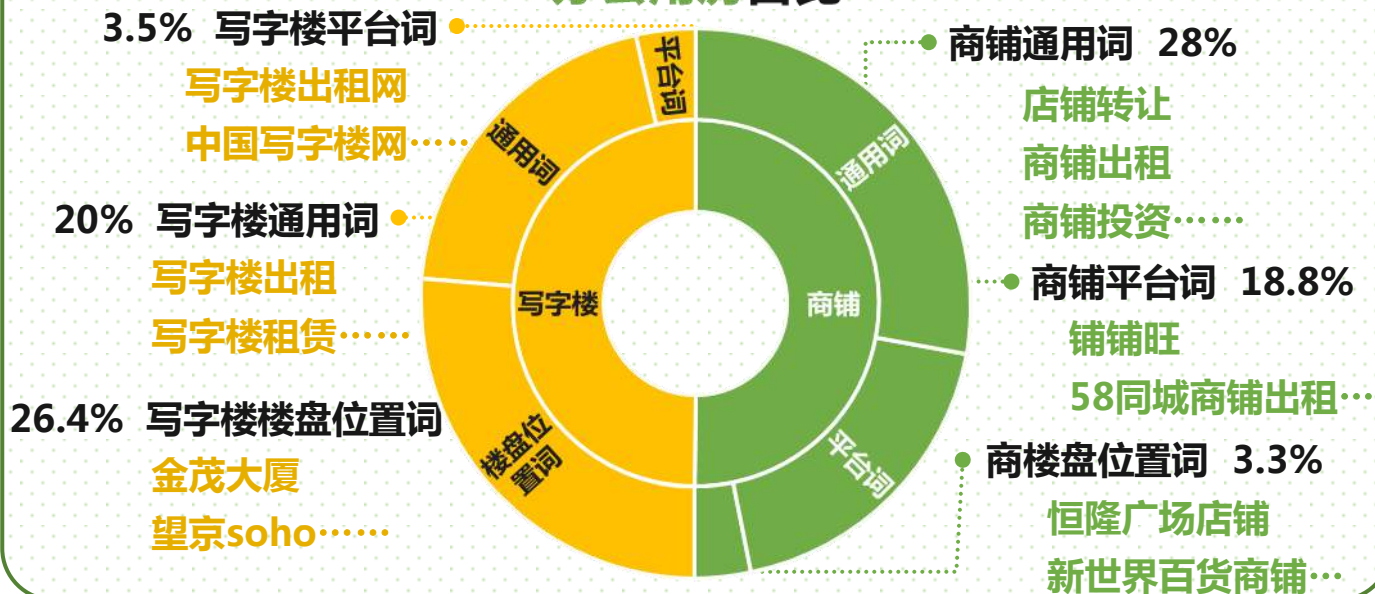 3.5% 写字楼平台词
写字楼出租网
中国写字楼网……
20% 写字楼通用词
写字楼出租
写字楼租赁……
26.4% 写字楼楼盘位置词
金茂大厦
望京soho……
平台词
通用词
写字楼
楼盘位
置词
通用词
商铺
平台词
商铺通用词 28%
店铺转让
商铺出租
商铺投资……
商铺平台词 18.8%
铺铺旺
58同城商铺出租…
商楼盘位置词 3.3%
恒隆广场店铺
新世界百货商铺…